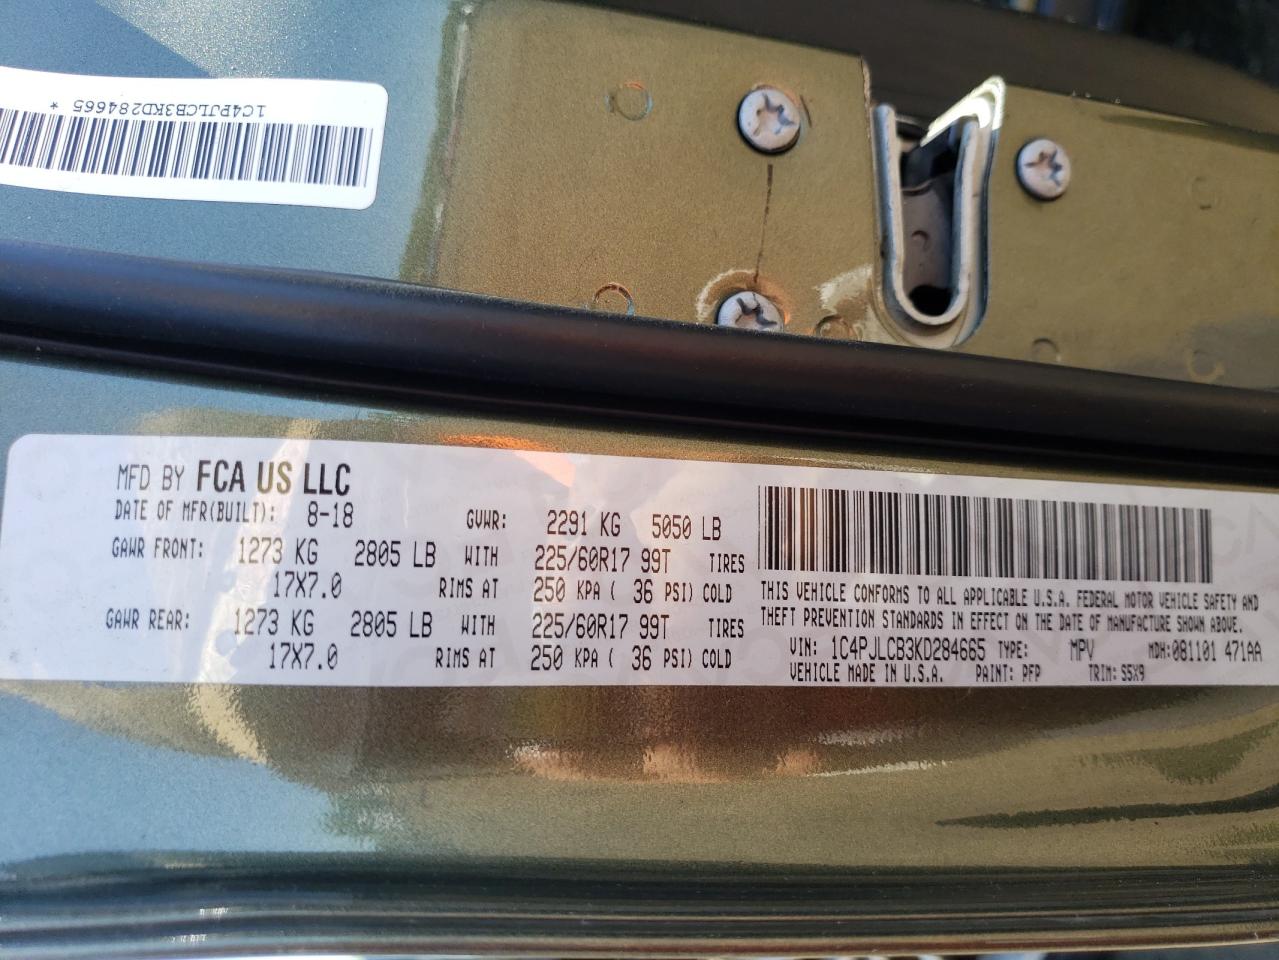 1C4PJLCB3KD284665 *
MFD BY FCA US LLC
DATE OF MFR(BUILT): 8-18 GVWR: 2291 KG 5050 LB
GAWR FRONT: 1273 KG 2805 LB WITH 225/60R17 99T TIRES
17X7.0 RIMS AT 250 KPA ( 36 PSI) COLD
GAWR REAR: 1273 KG 2805 LB WITH 225/60R17 99T TIRES
17X7.0 RIMS AT 250 KPA ( 36 PSI) COLD
THIS VEHICLE CONFORMS TO ALL APPLICABLE U.S.A. FEDERAL MOTOR VEHICLE SAFETY AND
THEFT PREVENTION STANDARDS IN EFFECT ON THE DATE OF MANUFACTURE SHOWN ABOVE.
VIN: 1C4PJLCB3KD284665 TYPE: MPV MDH:081101 471AA
VEHICLE MADE IN U.S.A. PAINT: PFP TRIM: S5X9